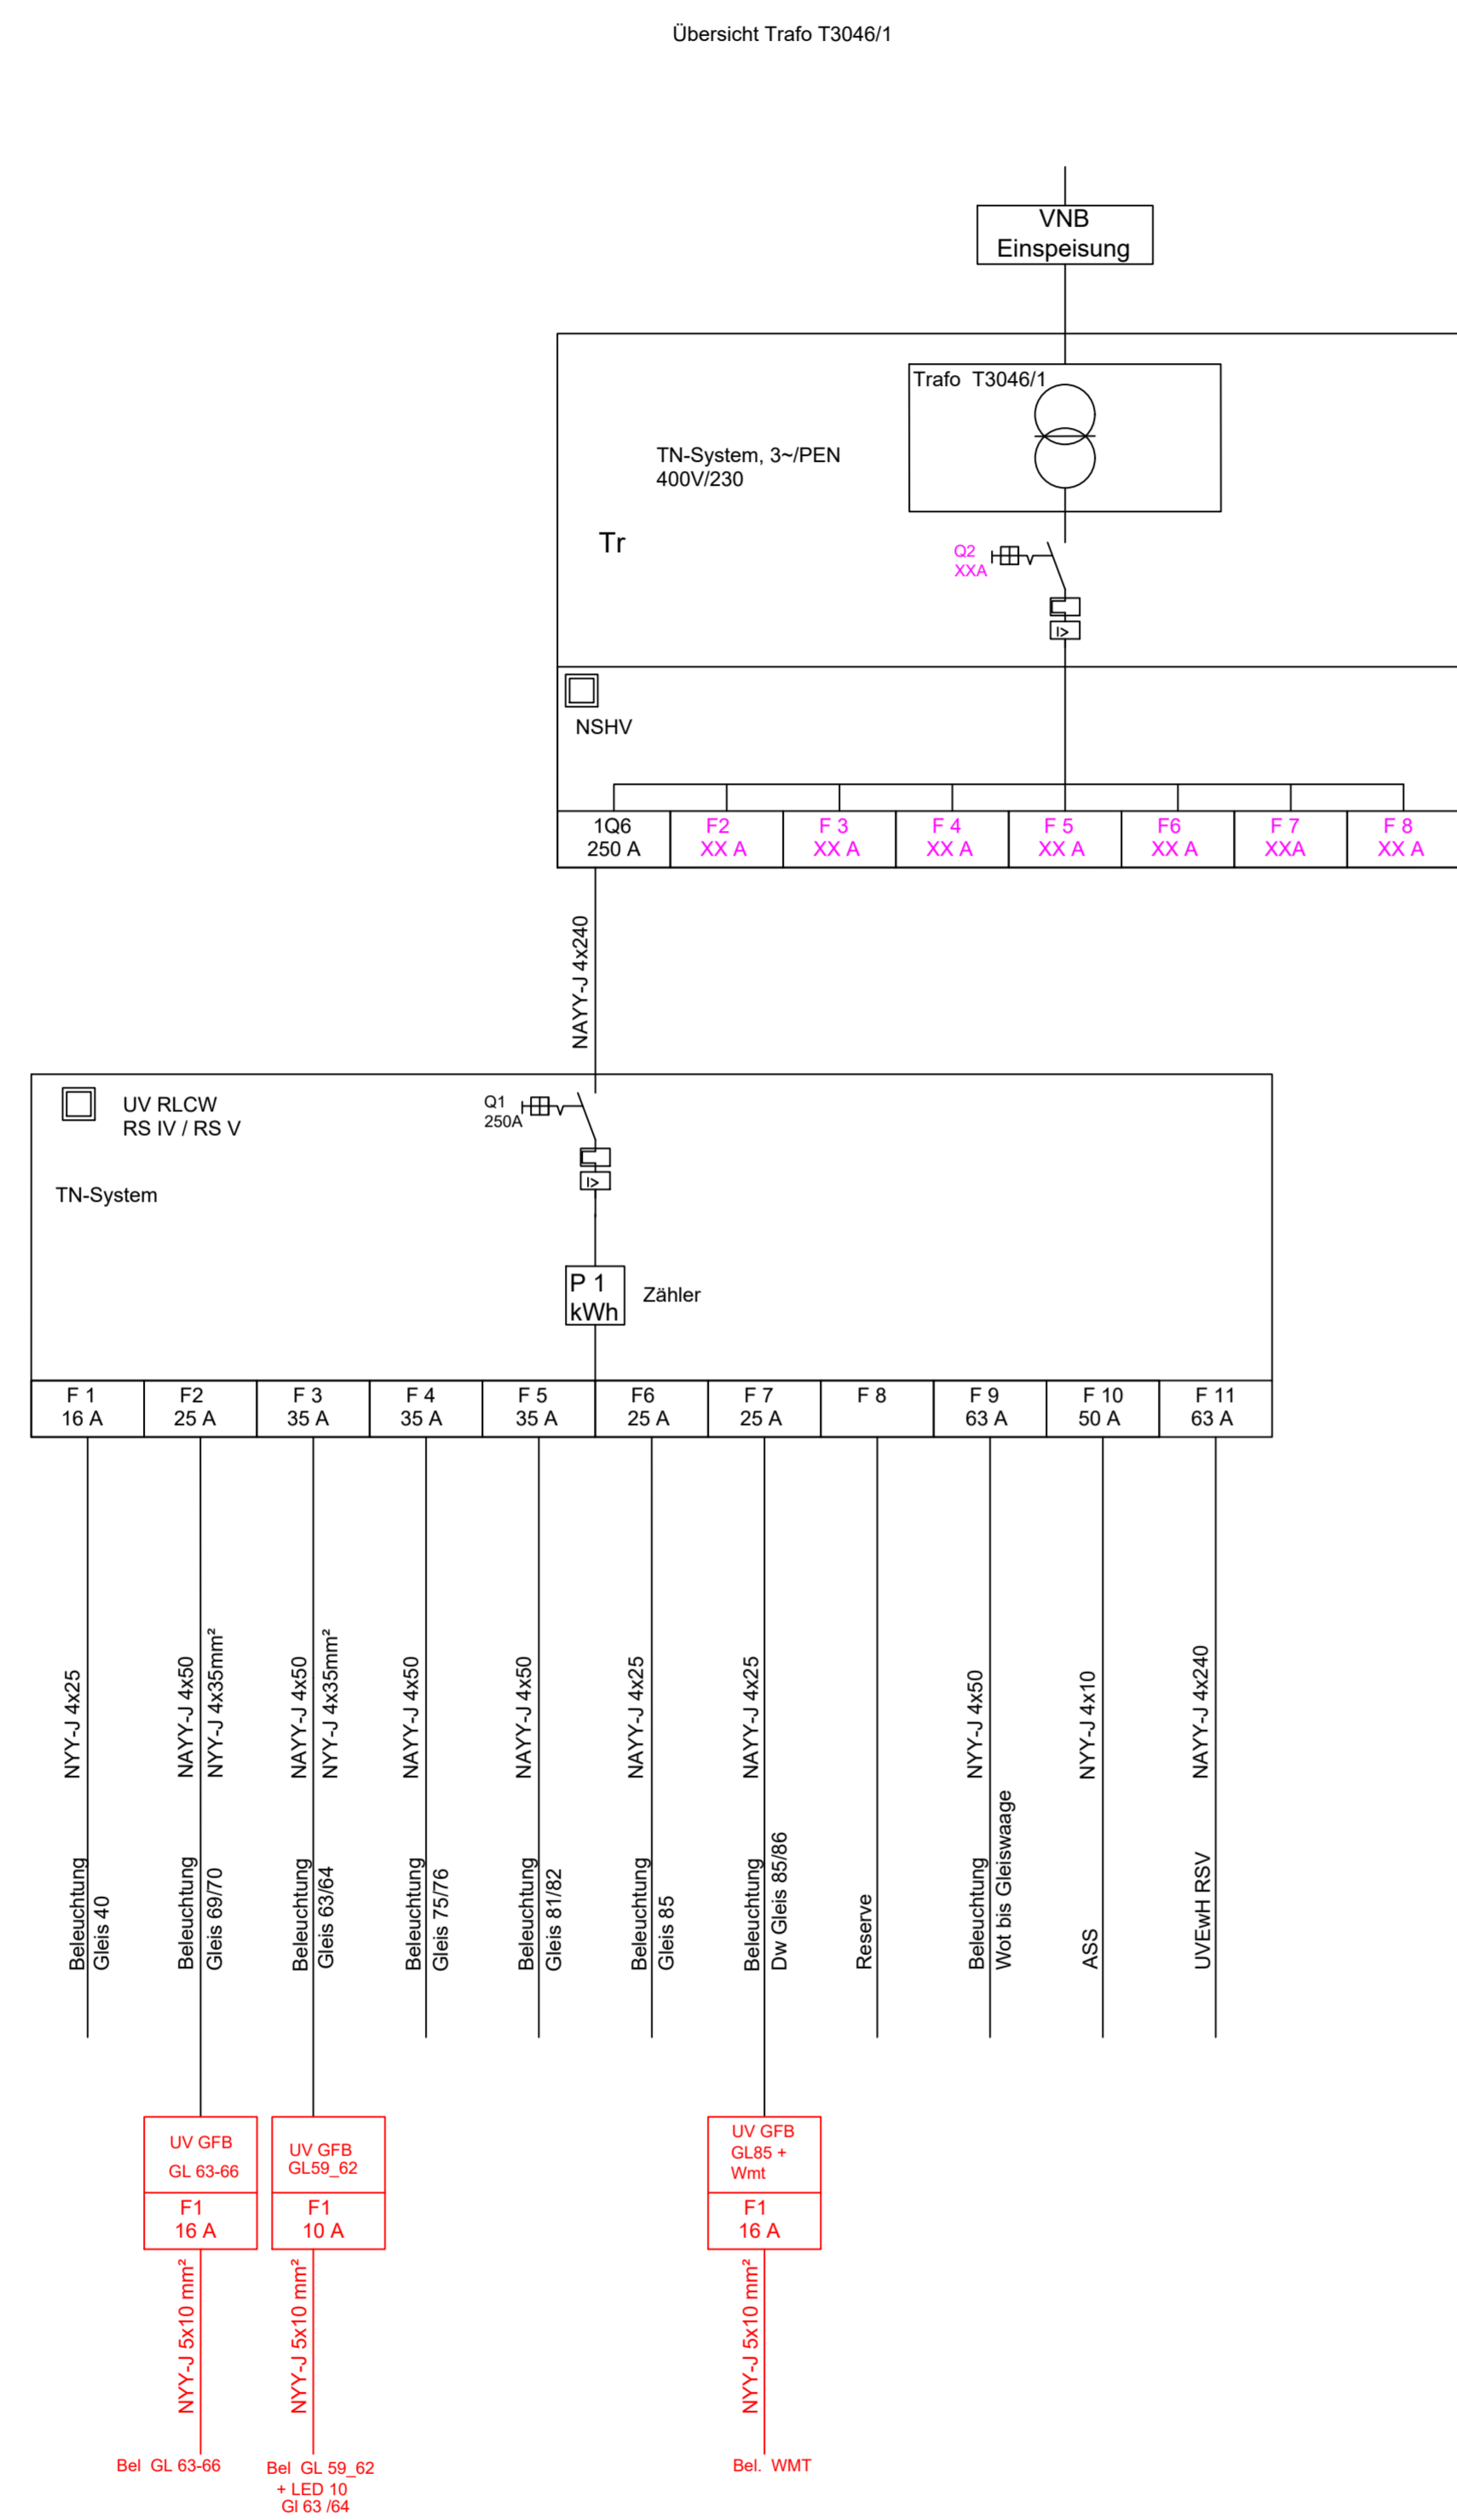 Übersicht Trafo T3046/1
VNB
Einspeisung
Trafo  T3046/1
TN-System, 3~/PEN
400V/230
Tr
Q2
XXA
I>
NSHV
1Q6
250 A
F2
XX A
F 3
XX A
F 4
XX A
F 5
XX A
F6
XX A
F 7
XXA
F 8
XX A
NAYY-J 4x240
UV RLCW
RS IV / RS V
Q1
250A
I>
TN-System
P 1
kWh
Zähler
F 1
16 A
F2
25 A
F 3
35 A
F 4
35 A
F 5
35 A
F6
25 A
F 7
25 A
F 8
F 9
63 A
F 10
50 A
F 11
63 A
NYY-J 4x25
Beleuchtung
Gleis 40
NAYY-J 4x50
NYY-J 4x35mm²
Beleuchtung
Gleis 69/70
NAYY-J 4x50
NYY-J 4x35mm²
Beleuchtung
Gleis 63/64
NAYY-J 4x50
Beleuchtung
Gleis 75/76
NAYY-J 4x50
Beleuchtung
Gleis 81/82
NAYY-J 4x25
Beleuchtung
Gleis 85
NAYY-J 4x25
Beleuchtung
Dw Gleis 85/86
Reserve
NYY-J 4x50
Beleuchtung
Wot bis Gleiswaage
NYY-J 4x10
ASS
NAYY-J 4x240
UVEwH RSV
UV GFB
GL 63-66
F1
16 A
NYY-J 5x10 mm²
Bel  GL 63-66
UV GFB
GL59_62
F1
10 A
NYY-J 5x10 mm²
Bel  GL 59_62
+ LED 10
Gl 63 /64
UV GFB
GL85 +
Wmt
F1
16 A
NYY-J 5x10 mm²
Bel.  WMT